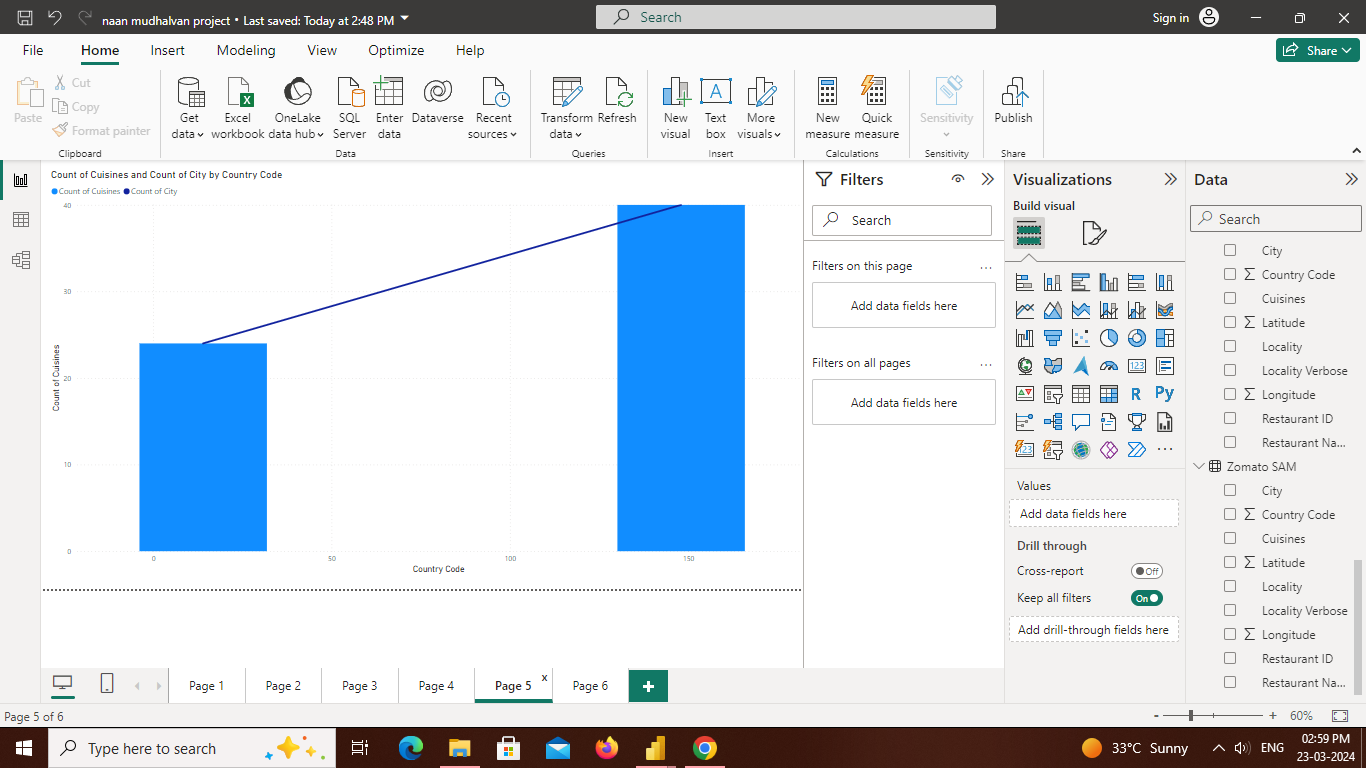 naan mudhalvan project • Last saved: Today at 2:48 PM
Search
Sign in
File Home Insert Modeling View Optimize Help
Share
Paste
Cut
Copy
Format painter
Clipboard
Get data
Excel workbook
OneLake data hub
SQL Server
Enter data
Dataverse
Recent sources
Data
Transform data
Refresh
Queries
New visual
Text box
A
More visuals
Insert
New measure
Quick measure
Calculations
Sensitivity
Sensitivity
Publish
Share
Count of Cuisines and Count of City by Country Code
Count of Cuisines Count of City
40
30
20
10
0
Count of Cuisines
0 50 100 150
Country Code
Filters
Search
Filters on this page ...
Add data fields here
Filters on all pages ...
Add data fields here
Visualizations
Build visual
123
R Py
123
...
Values
Add data fields here
Drill through
Cross-report Off
Keep all filters On
Add drill-through fields here
Data
Search
City
Σ Country Code
Cuisines
Σ Latitude
Locality
Locality Verbose
Σ Longitude
Restaurant ID
Restaurant Na...
Zomato SAM
City
Σ Country Code
Cuisines
Σ Latitude
Locality
Locality Verbose
Σ Longitude
Restaurant ID
Restaurant Na...
Page 1 Page 2 Page 3 Page 4 Page 5 x Page 6 +
Page 5 of 6
- + 60%
Type here to search
33°C Sunny
ENG
02:59 PM
23-03-2024